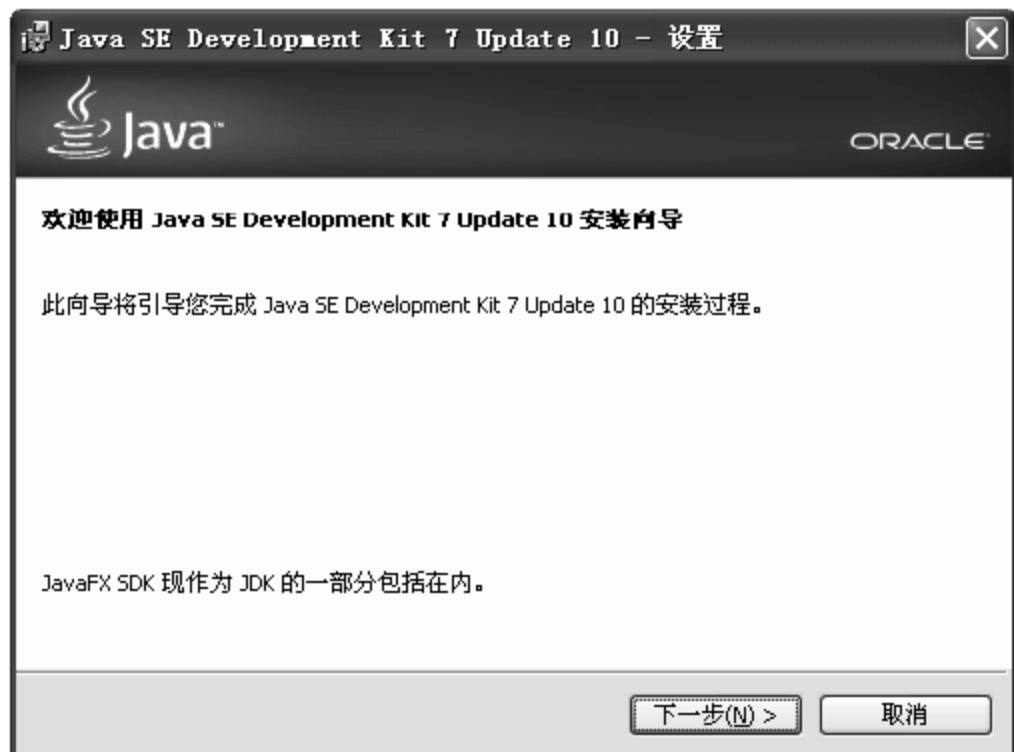 Java SE Development Kit 7 Update 10 - 设置
Java™
ORACLE
欢迎使用 Java SE Development Kit 7 Update 10 安装向导
此向导将引导您完成 Java SE Development Kit 7 Update 10 的安装过程。
JavaFX SDK 现作为 JDK 的一部分包括在内。
下一步(N) >
取消